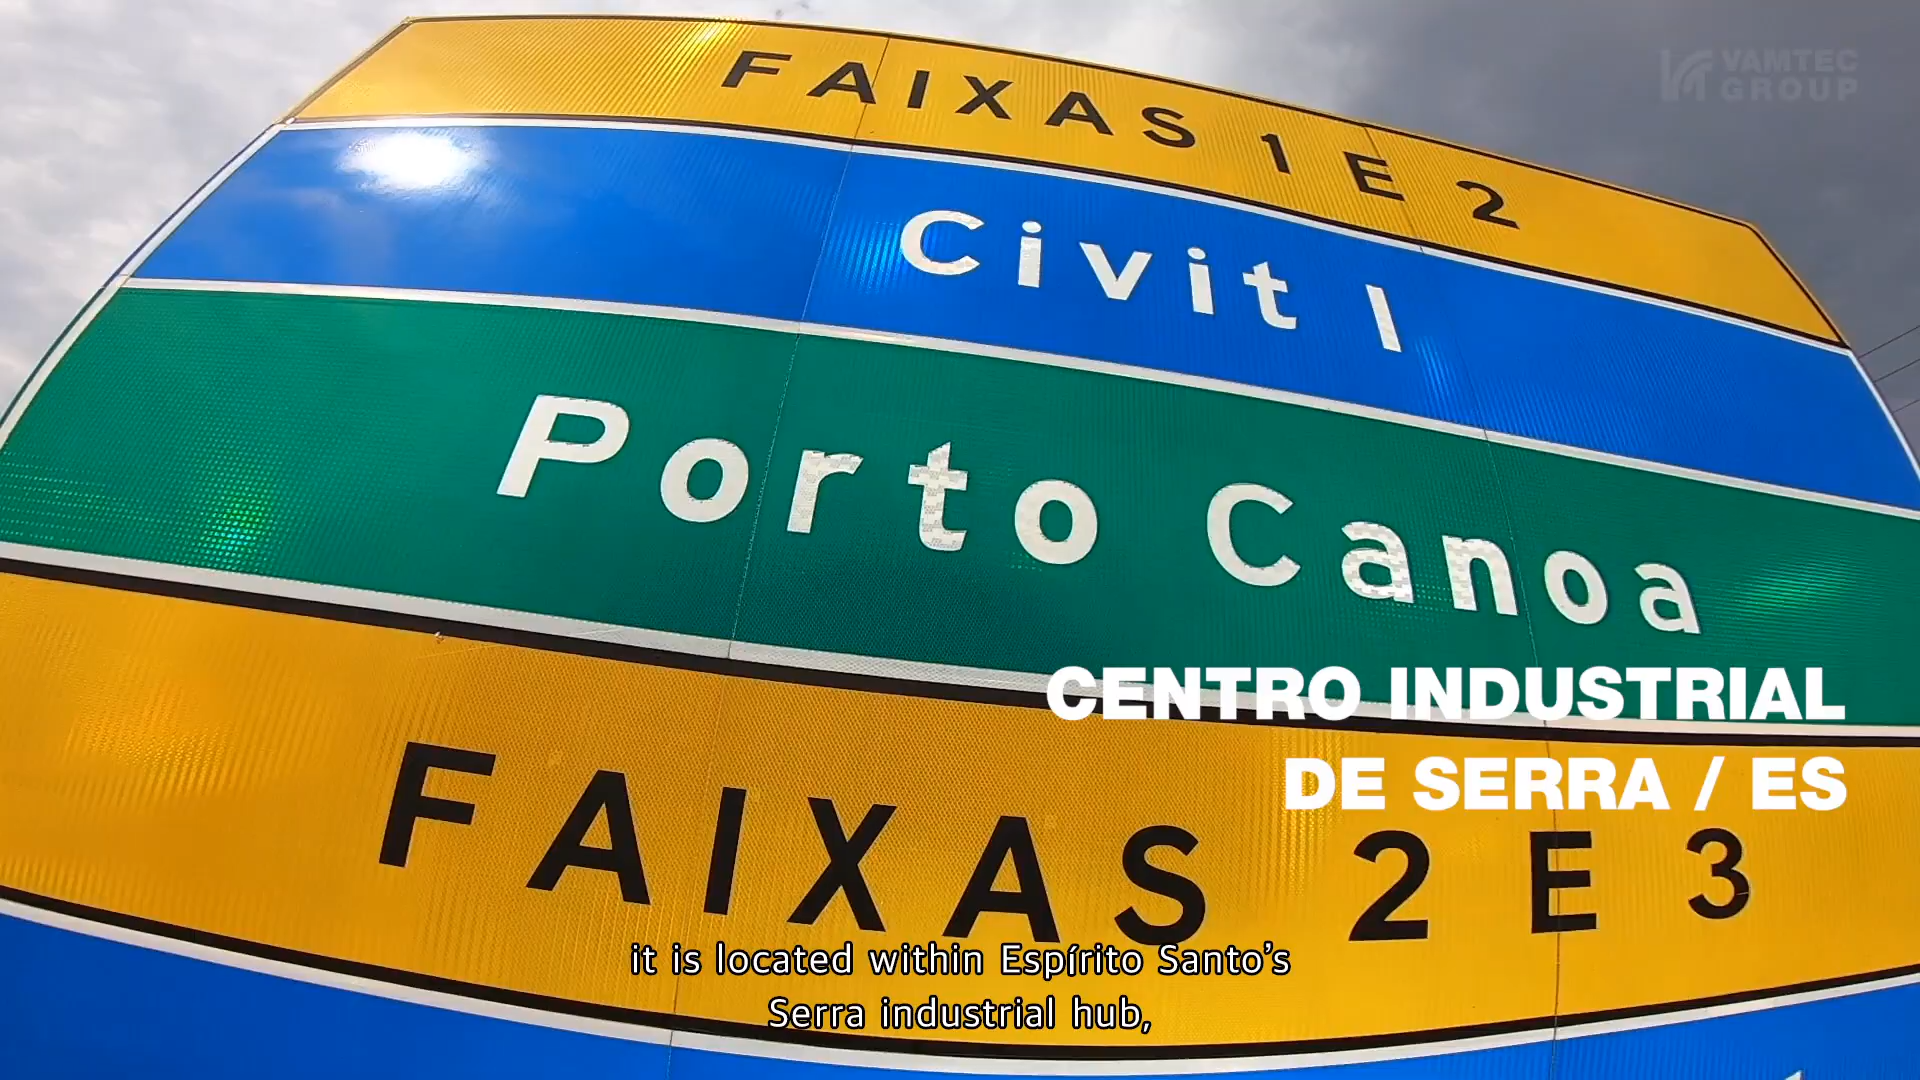 VAMTEC
GROUP
FAIXAS 1 E 2
Civit I
Porto Canoa
CENTRO INDUSTRIAL
DE SERRA / ES
FAIXAS 2 E 3
it is located within Espírito Santo’s
Serra industrial hub,